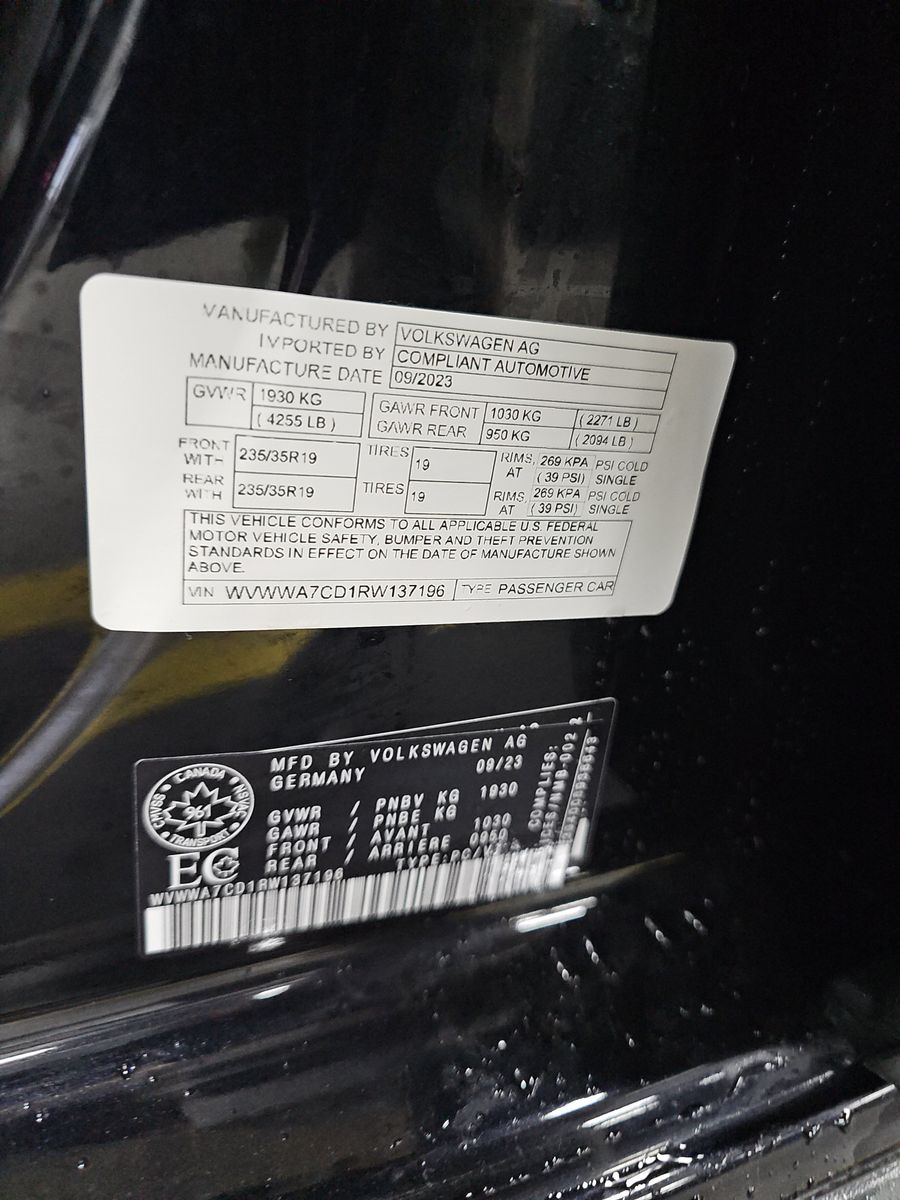 MANUFACTURED BY VOLKSWAGEN AG
IMPORTED BY COMPLIANT AUTOMOTIVE
MANUFACTURE DATE 09/2023
GVWR 1930 KG GAWR FRONT 1030 KG ( 2271 LB )
( 4255 LB ) GAWR REAR 950 KG ( 2094 LB )
FRONT WITH 235/35R19 TIRES 19 RIMS, AT 269 KPA ( 39 PSI) PSI COLD SINGLE
REAR WITH 235/35R19 TIRES 19 RIMS, AT 269 KPA ( 39 PSI) PSI COLD SINGLE
THIS VEHICLE CONFORMS TO ALL APPLICABLE U.S. FEDERAL
MOTOR VEHICLE SAFETY, BUMPER AND THEFT PREVENTION
STANDARDS IN EFFECT ON THE DATE OF MANUFACTURE SHOWN
ABOVE.
VIN WVWWA7CD1RW137196 TYPE PASSENGER CAR
MFD BY VOLKSWAGEN AG
GERMANY 09/23
GVWR / PNBV KG 1930
GAWR / PNBE KG
FRONT / AVANT 1030
REAR / ARRIERE 0950
TYPE:
COMPLIES:
CANADA
CMVSS NSVAC
961
TRANSPORT
EC
WVWWA7CD1RW137196